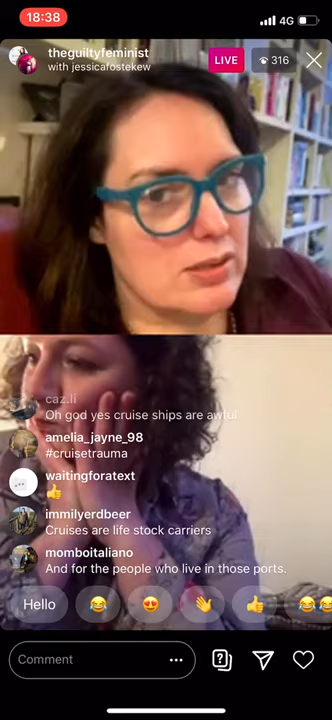 18:38
4G
theguiltyfeminist
with jessicafostekew
LIVE
316
caz.li
Oh god yes cruise ships are awful
amelia_jayne_98
#cruisetrauma
waitingforatext
👍
immilyerdbeer
Cruises are life stock carriers
momboitaliano
And for the people who live in those ports.
Hello 😂 😍 👋 👍 😂😂
Comment